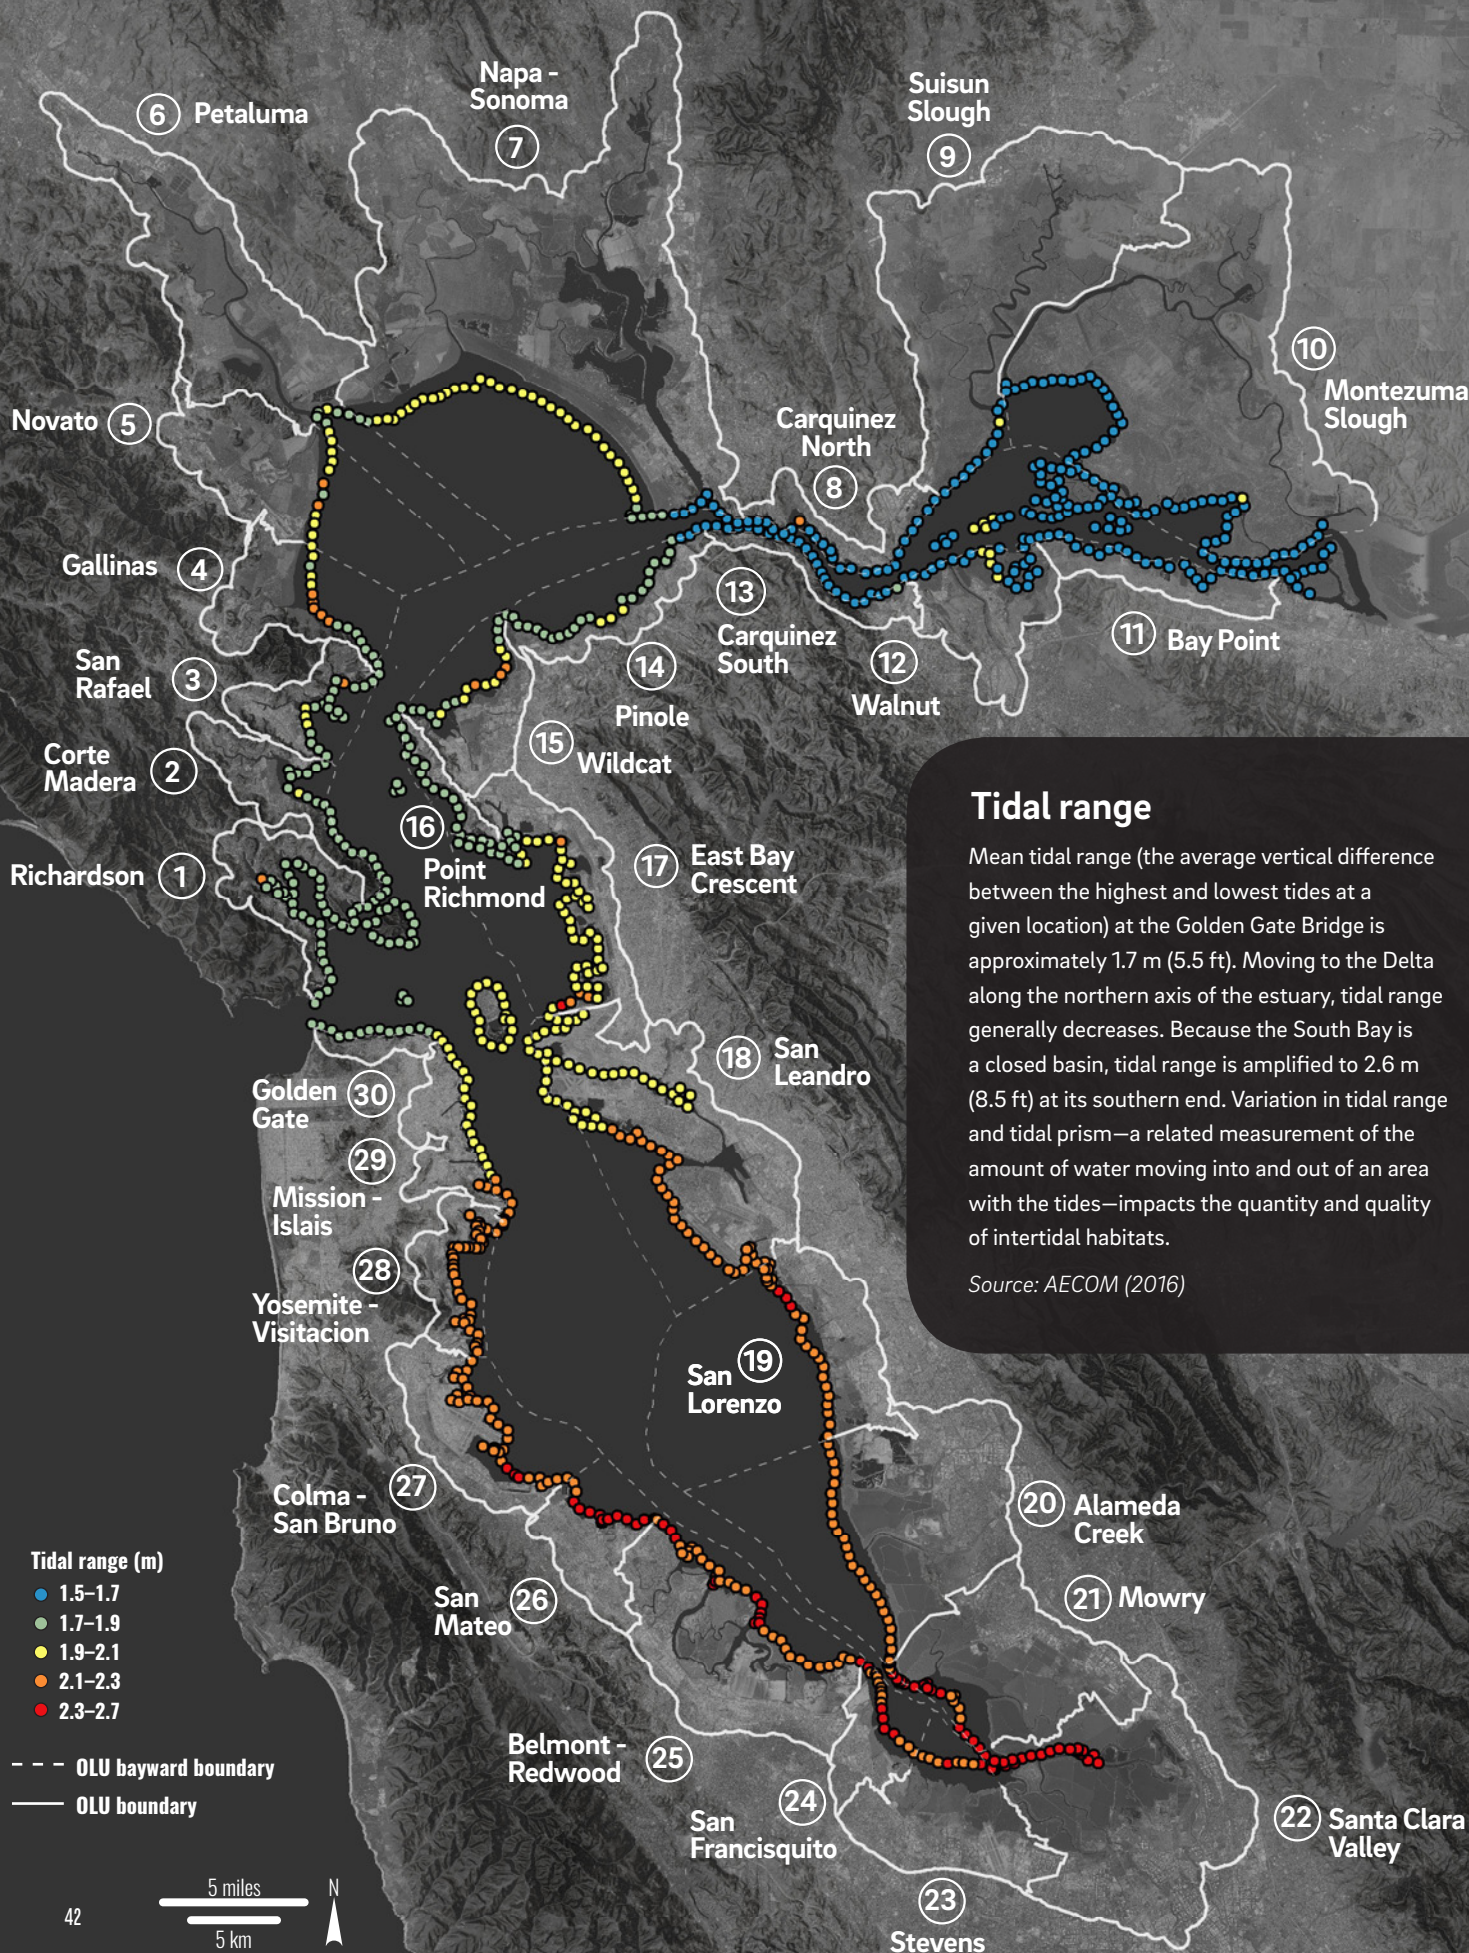 6 Petaluma
Napa -
Sonoma
7
Suisun
Slough
9
10
Montezuma
Slough
Novato 5
Carquinez
North
8
Gallinas 4
13
Carquinez
South
11 Bay Point
12
Walnut
San
Rafael 3
14
Pinole
Corte
Madera 2
15
Wildcat
16
Point
Richmond
Richardson 1
17 East Bay
Crescent
Tidal range
Mean tidal range (the average vertical difference
between the highest and lowest tides at a
given location) at the Golden Gate Bridge is
approximately 1.7 m (5.5 ft). Moving to the Delta
along the northern axis of the estuary, tidal range
generally decreases. Because the South Bay is
a closed basin, tidal range is amplified to 2.6 m
(8.5 ft) at its southern end. Variation in tidal range
and tidal prism—a related measurement of the
amount of water moving into and out of an area
with the tides—impacts the quantity and quality
of intertidal habitats.
Source: AECOM (2016)
18 San
Leandro
Golden
Gate 30
29
Mission -
Islais
28
Yosemite -
Visitacion
San 19
Lorenzo
27
Colma -
San Bruno
20 Alameda
Creek
San
Mateo 26
21 Mowry
Belmont -
Redwood 25
24
San
Francisquito
22 Santa Clara
Valley
23
Stevens
Tidal range (m)
1.5–1.7
1.7–1.9
1.9–2.1
2.1–2.3
2.3–2.7
OLU bayward boundary
OLU boundary
5 miles
5 km
N
42